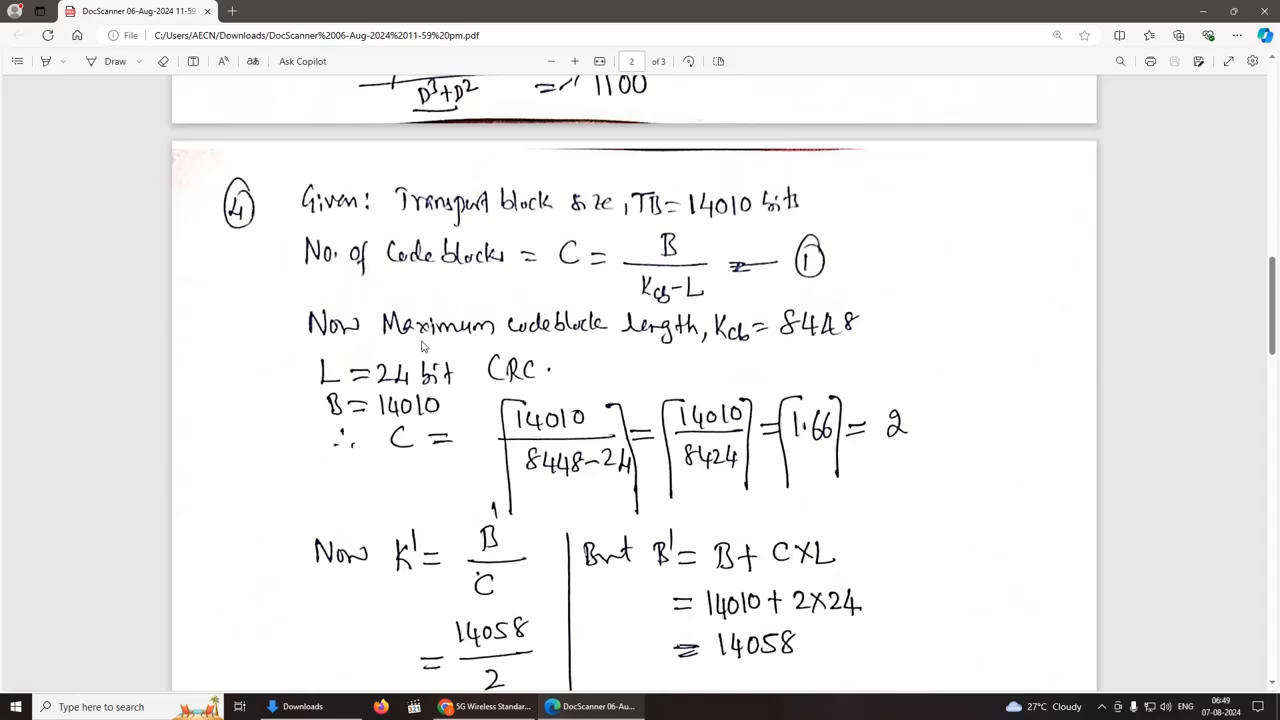 DocScanner 06-Aug-2024 11-59
File C:/Users/AECN/Downloads/DocScanner%2006-Aug-2024%2011-59%20pm.pdf
Draw aあ Ask Copilot 2 of 3
D³+D² = 1100
4 Given: Transport block size, TB = 14010 bits
No. of Code blocks = C = B / Kcb-L — 1
Now Maximum codeblock length, Kcb = 8448
L = 24 bit CRC.
B = 14010
∴ C = ⌈14010 / 8448-24⌉ = ⌈14010 / 8424⌉ = ⌈1.66⌉ = 2
Now K' = B' / C
But B' = B + C×L
= 14010 + 2×24
= 14058 / 2
= 14058
Type here to search
Downloads
5G Wireless Standar...
DocScanner 06-Au...
27°C Cloudy
ENG
06:49
07-08-2024